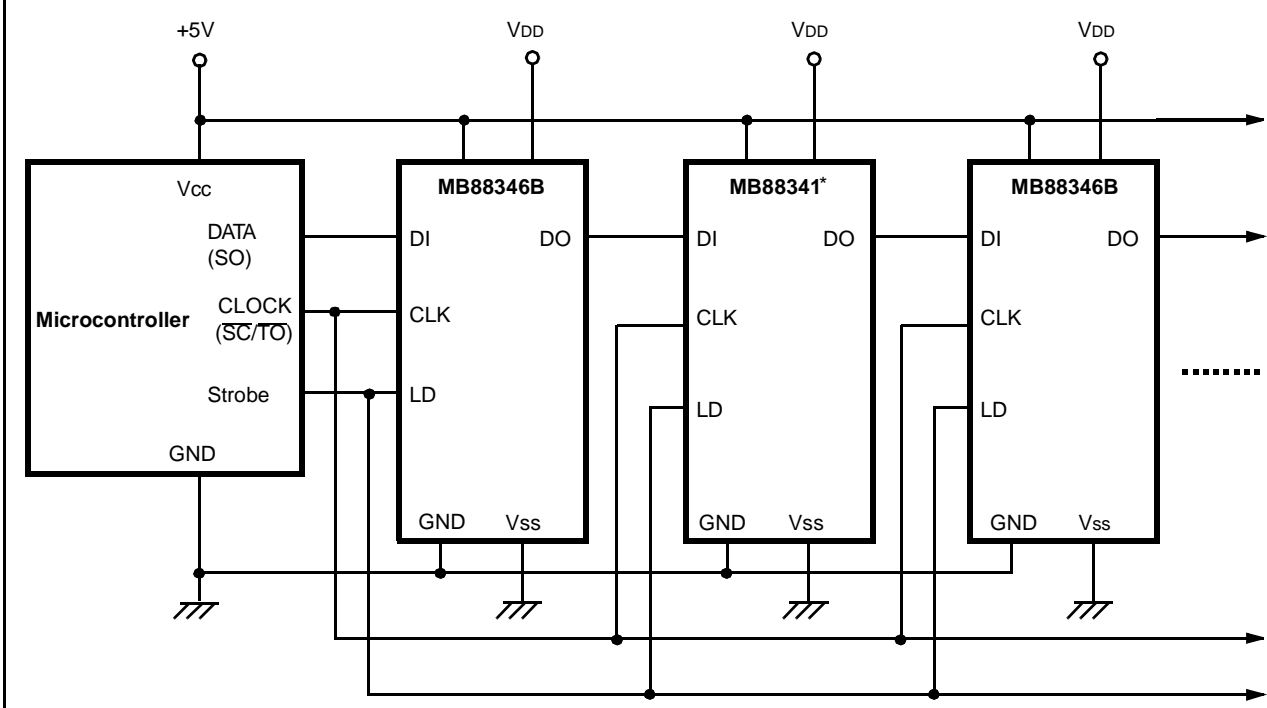 +5V
VDD
VDD
VDD
Vcc
DATA
(SO)
Microcontroller
CLOCK
(SC/TO)
Strobe
GND
MB88346B
DI
DO
CLK
LD
GND
Vss
MB88341*
DI
DO
CLK
LD
GND
Vss
MB88346B
DI
DO
CLK
LD
GND
Vss